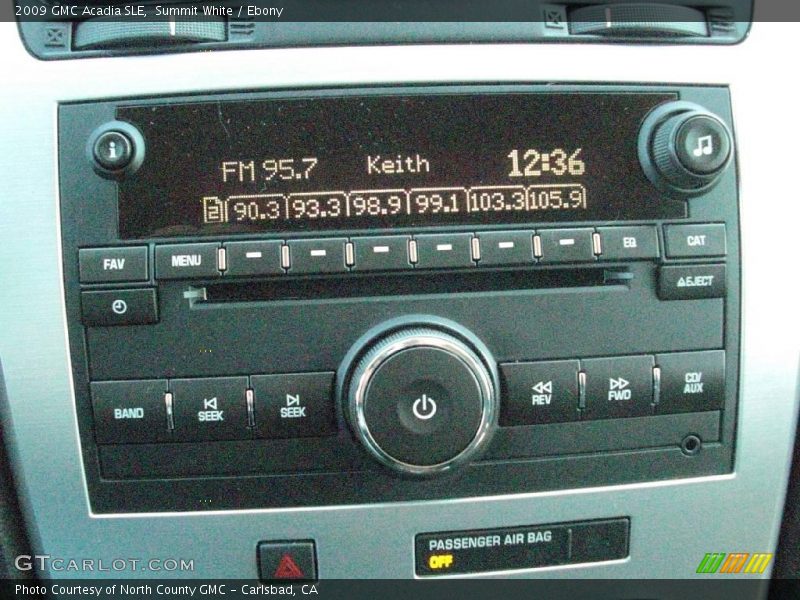 2009 GMC Acadia SLE, Summit White / Ebony
i
FM 95.7 Keith 12:36
90.3 93.3 98.9 99.1 103.3 105.9
FAV MENU EQ CAT
EJECT
BAND SEEK SEEK REV FWD CD/
AUX
PASSENGER AIR BAG
OFF
GTCARLOT.COM
Photo Courtesy of North County GMC - Carlsbad, CA